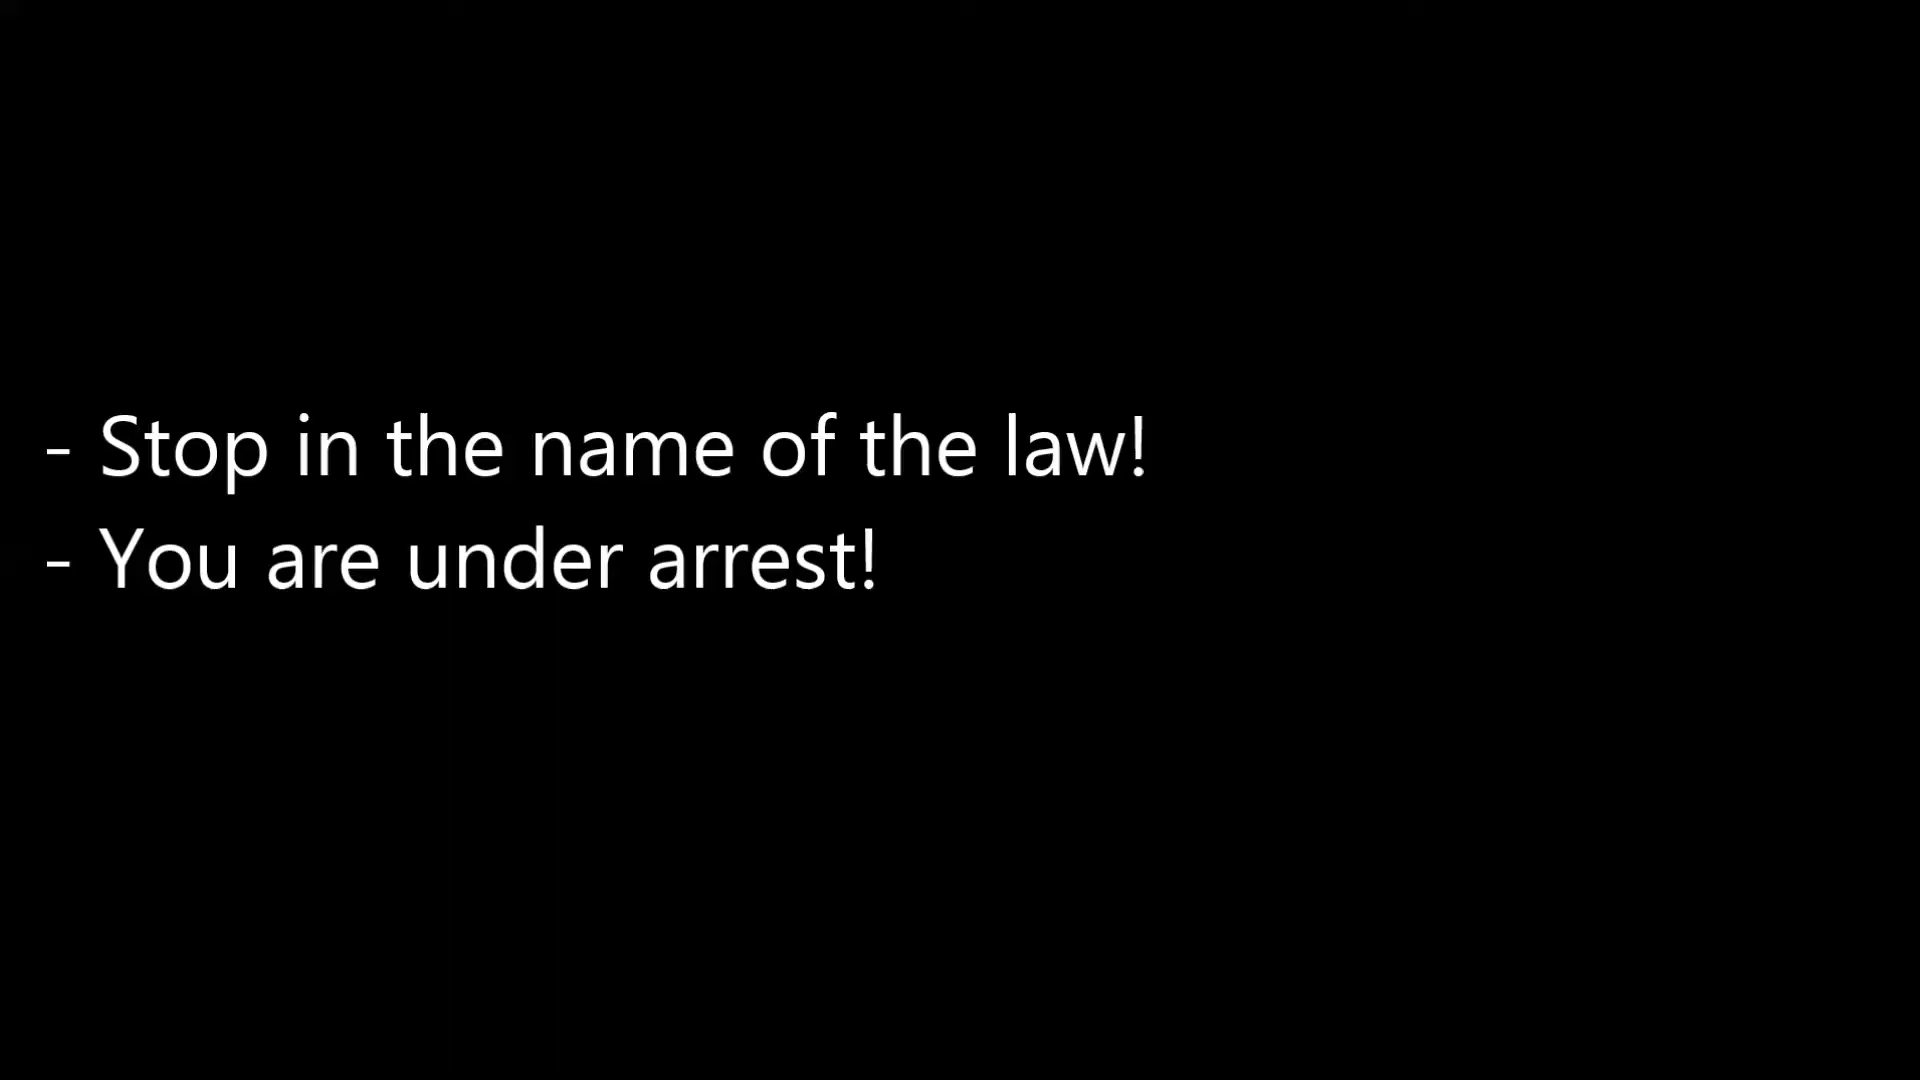 - Stop in the name of the law!
- You are under arrest!